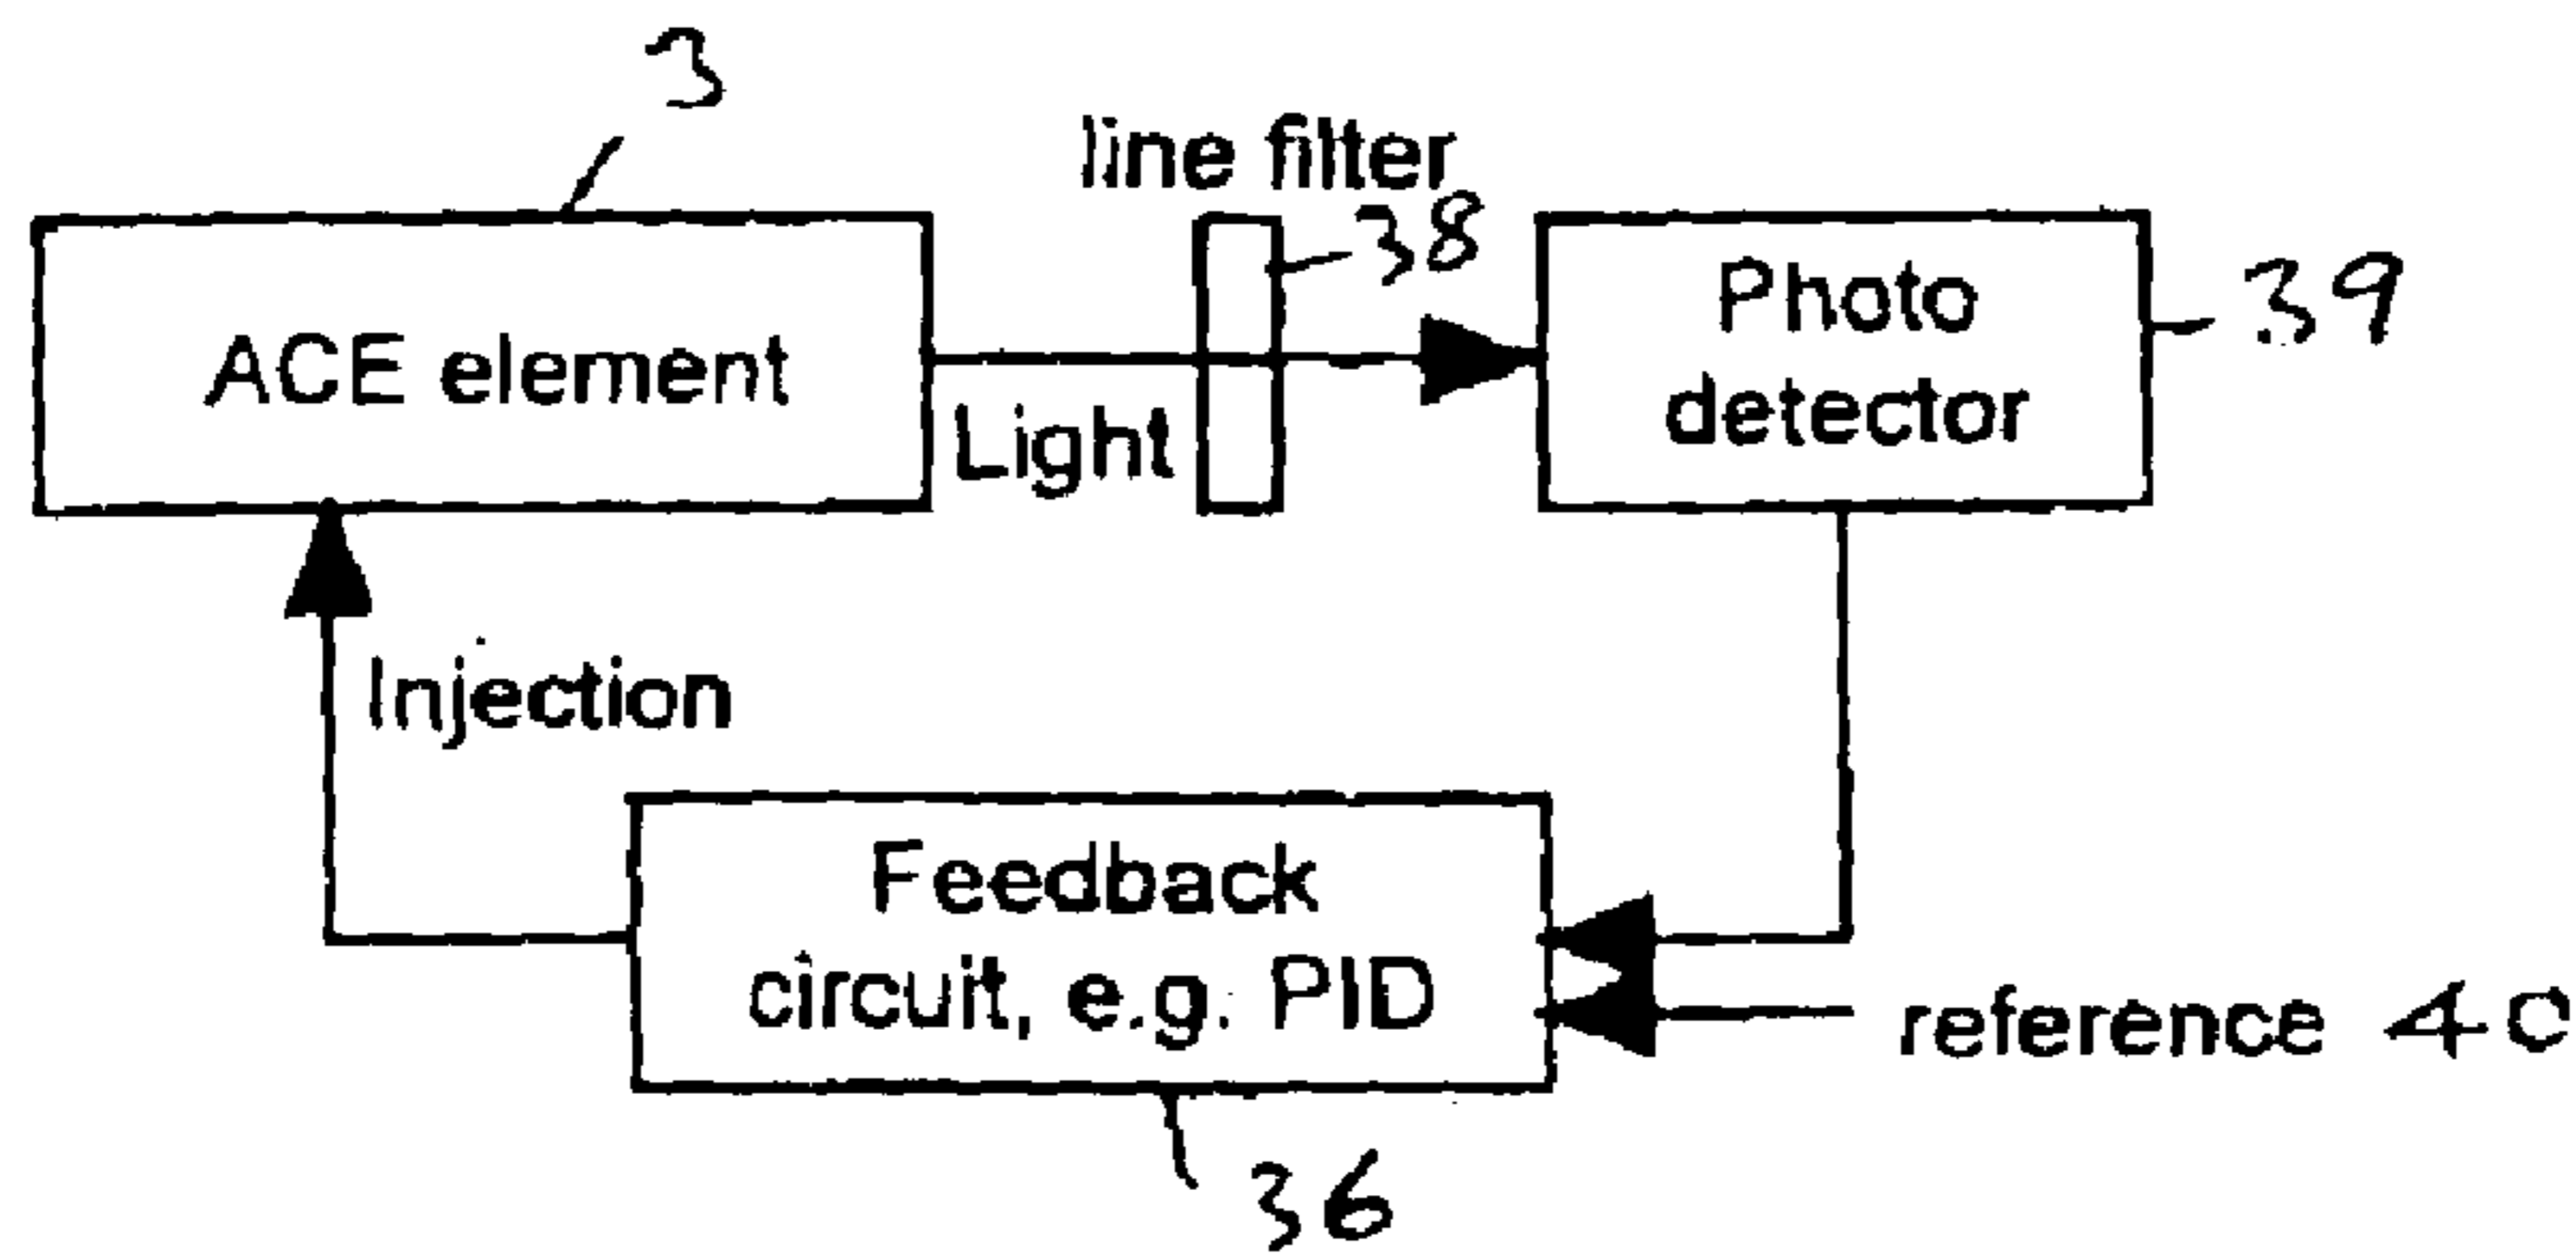 3
line filter
38
ACE element
Light
Photo
detector
39
Injection
Feedback
circuit, e.g. PID
reference 40
36